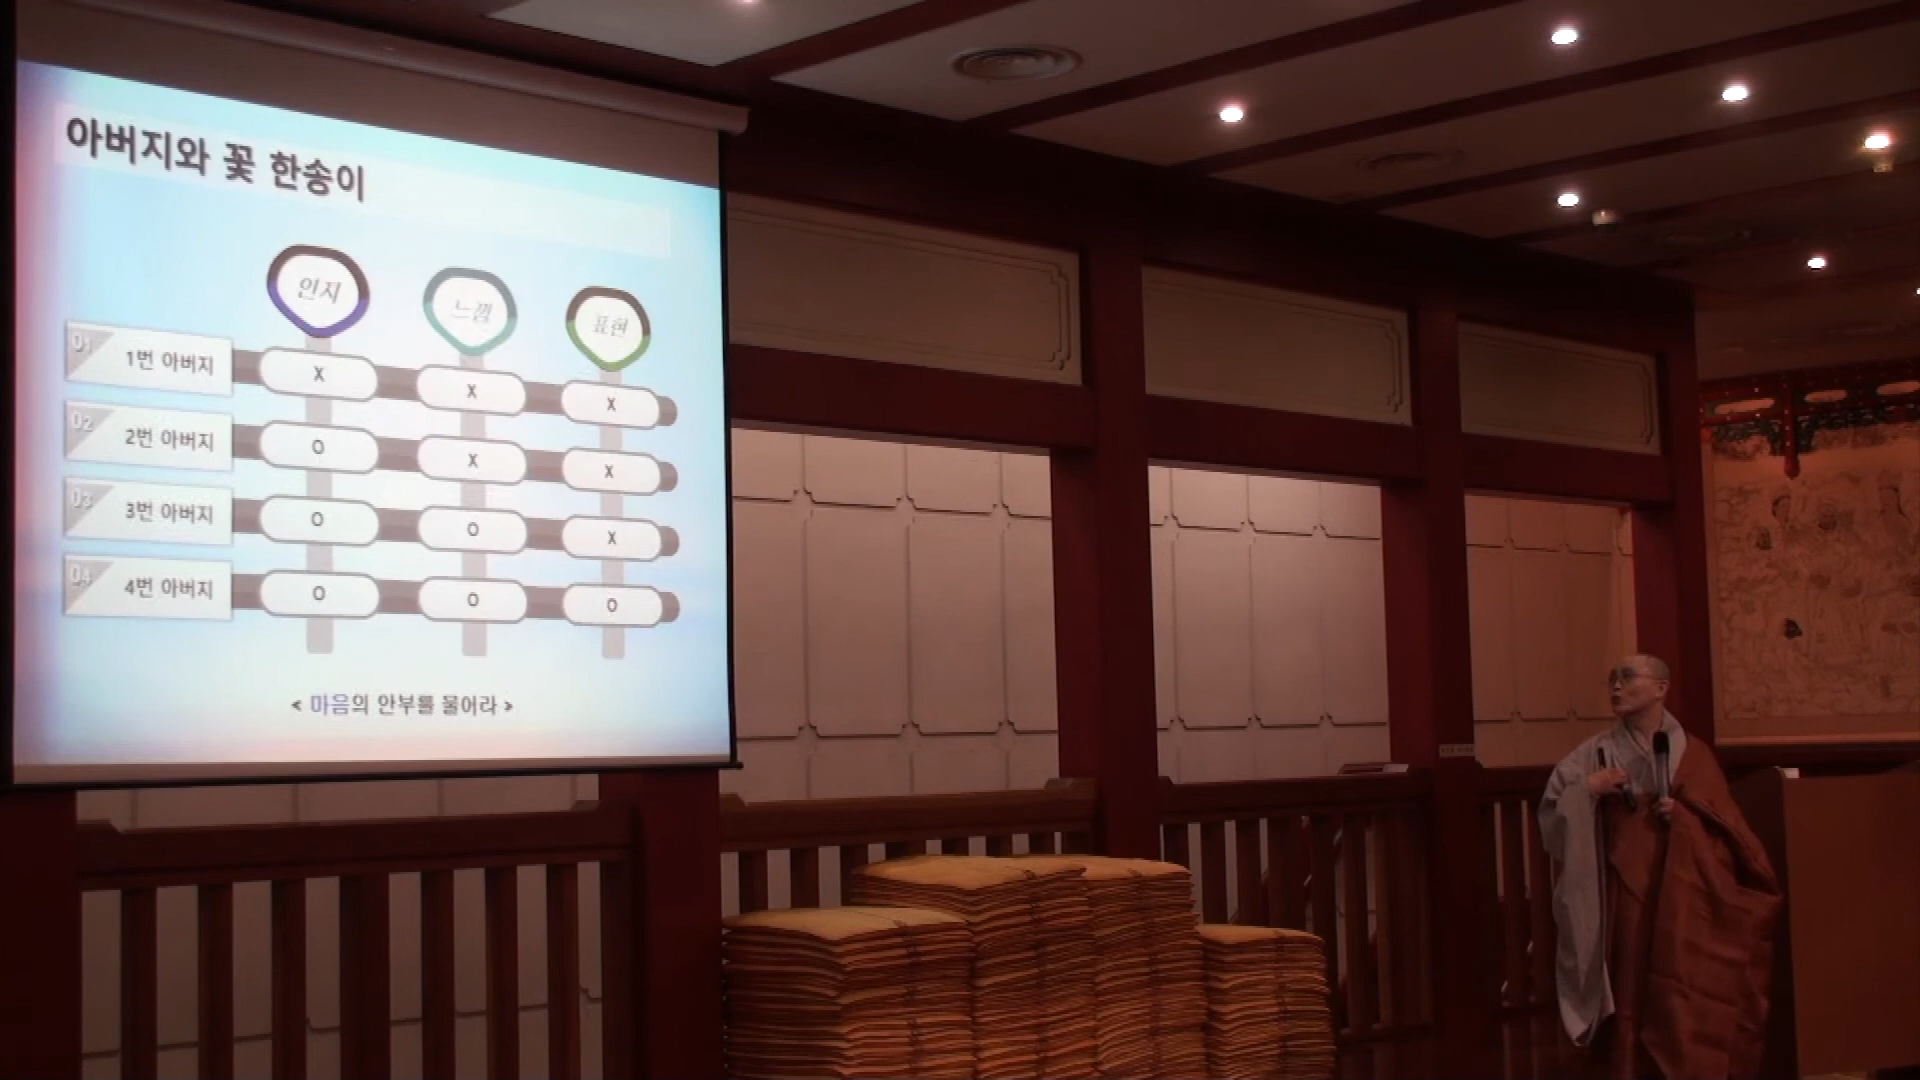 아버지와 꽃 한송이
인지 느낌 표현
01 1번 아버지 X X X
02 2번 아버지 O X X
03 3번 아버지 O O X
04 4번 아버지 O O O
< 마음의 안부를 물어라 >